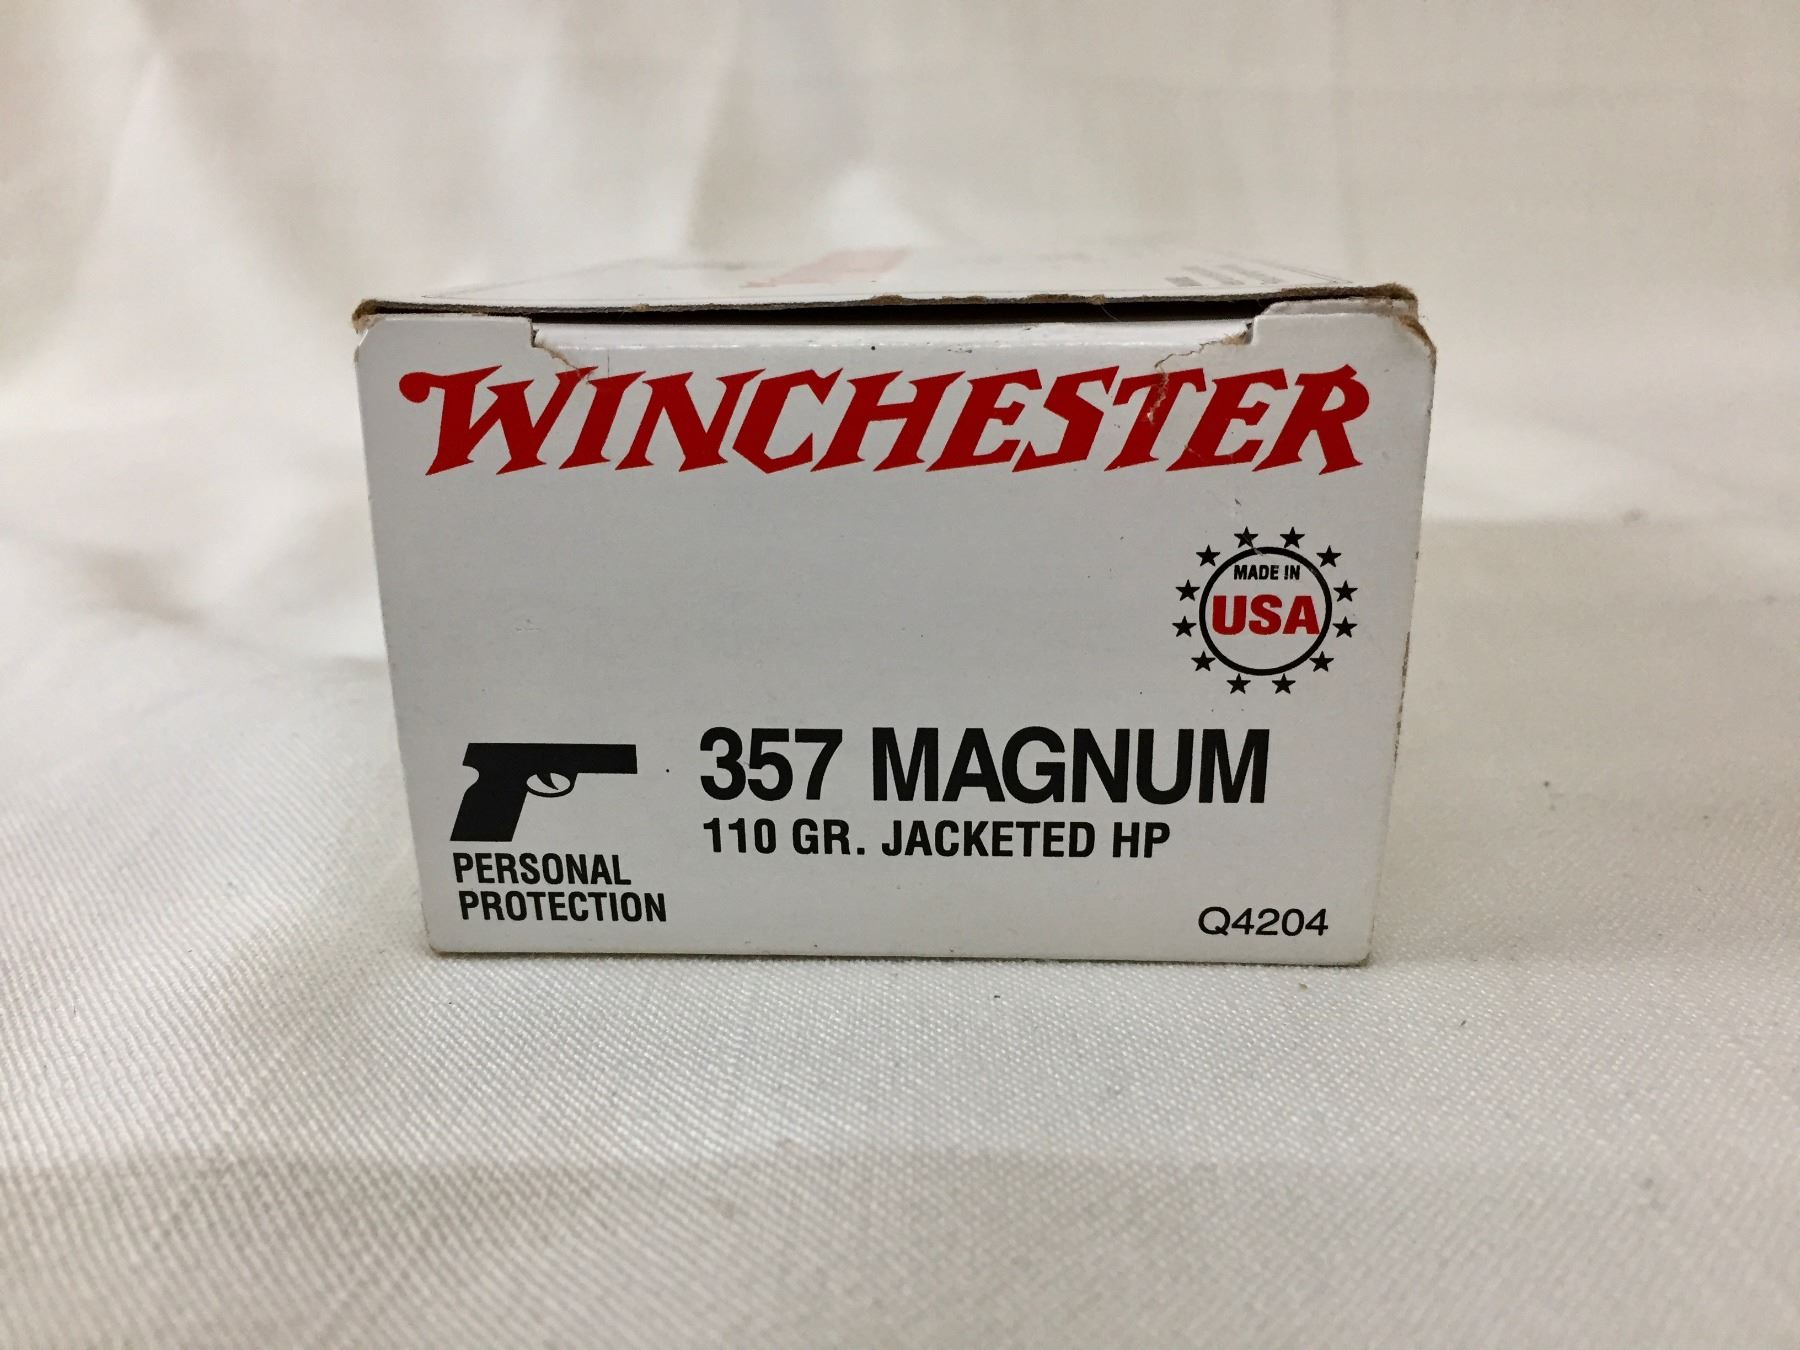 WINCHESTER
MADE IN
USA
357 MAGNUM
110 GR. JACKETED HP
PERSONAL
PROTECTION
Q4204